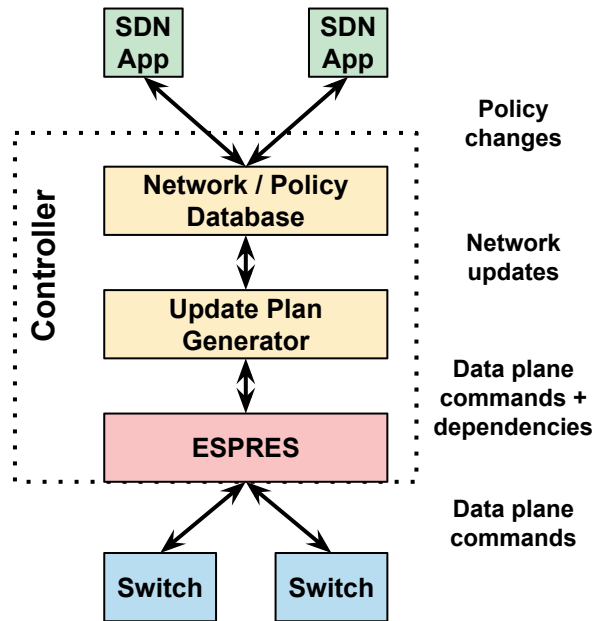 SDN
App
SDN
App
Policy
changes
Controller
Network / Policy
Database
Network
updates
Update Plan
Generator
Data plane
commands +
dependencies
ESPRES
Data plane
commands
Switch
Switch